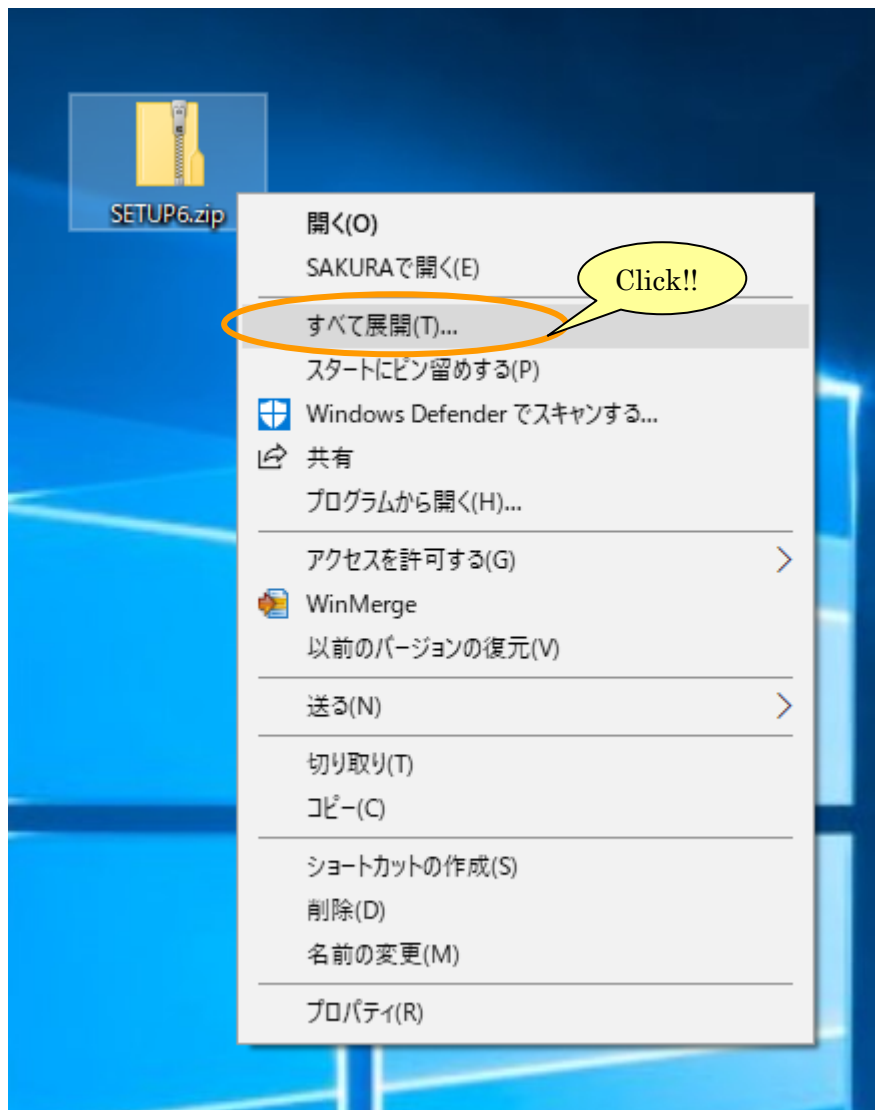 SETUP6.zip
開く(O)
SAKURAで開く(E)
Click!!
すべて展開(T)...
スタートにピン留めする(P)
Windows Defender でスキャンする...
共有
プログラムから開く(H)...
アクセスを許可する(G)
WinMerge
以前のバージョンの復元(V)
送る(N)
切り取り(T)
コピー(C)
ショートカットの作成(S)
削除(D)
名前の変更(M)
プロパティ(R)